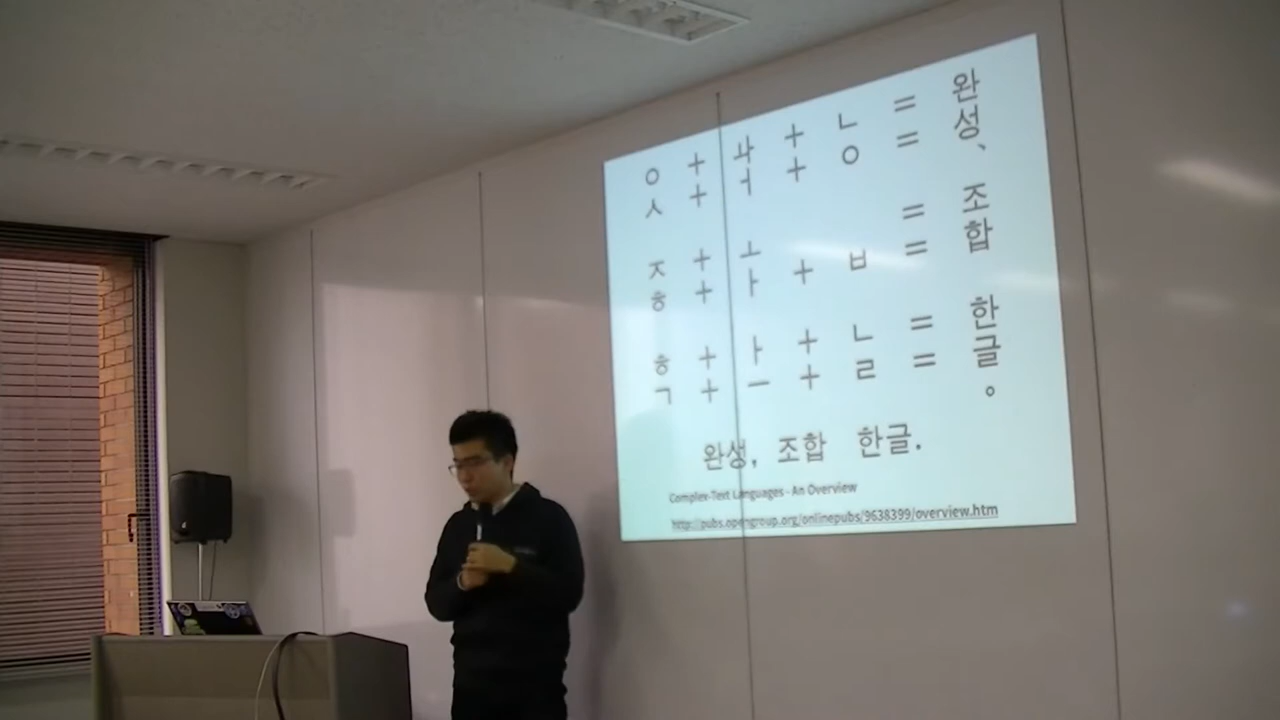 ㅇ + ㅘ + ㄴ = 완
ㅅ + ㅓ + ㅇ = 성、
ㅈ + ㅗ = 조
ㅎ + ㅏ + ㅂ = 합
ㅎ + ㅏ + ㄴ = 한
ㄱ + ㅡ + ㄹ = 글。
완성, 조합 한글.
Complex-Text Languages - An Overview
http://pubs.opengroup.org/onlinepubs/9638399/overview.htm